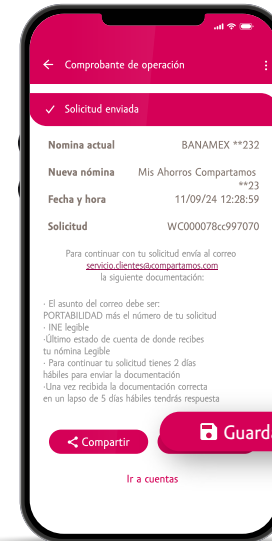 Comprobante de operación
Solicitud enviada
Nomina actual BANAMEX **232
Nueva nómina Mis Ahorros Compartamos
**23
Fecha y hora 11/09/24 12:28:59
Solicitud WC000078cc997070
Para continuar con tu solicitud envía al correo
servicio.clientes@compartamos.com
la siguiente documentación:
- El asunto del correo debe ser:
PORTABILIDAD más el número de tu solicitud
- INE legible
-Último estado de cuenta de donde recibes
tu nómina Legible
- Para continuar tu solicitud tienes 2 días
hábiles para enviar la documentación
-Una vez recibida la documentación correcta
en un lapso de 5 días hábiles tendrás respuesta
Compartir
Guarda
Ir a cuentas